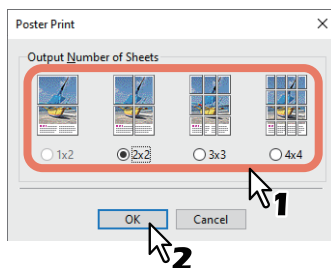 Poster Print
Output Number of Sheets
1x2 2x2 3x3 4x4
1
OK Cancel
2